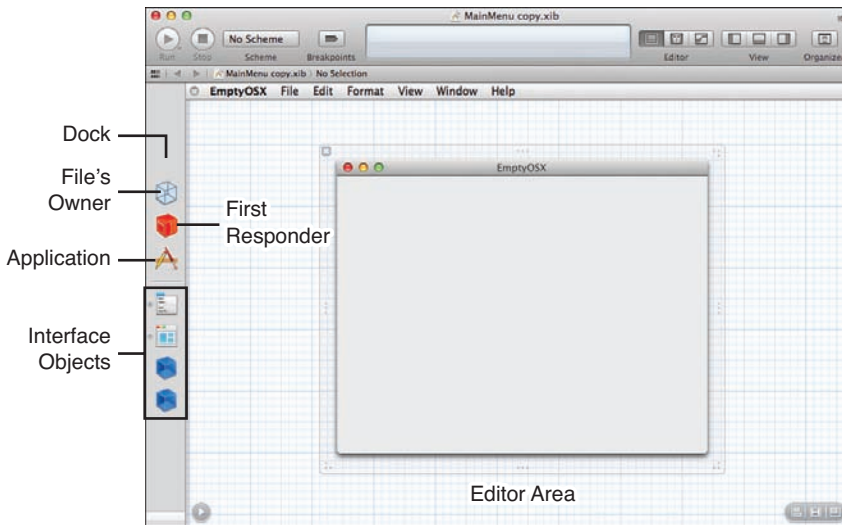 MainMenu copy.xib
No Scheme
Run Stop Scheme Breakpoints Editor View Organizer
MainMenu copy.xib No Selection
EmptyOSX File Edit Format View Window Help
Dock
EmptyOSX
File's
Owner
First
Responder
Application
Interface
Objects
Editor Area